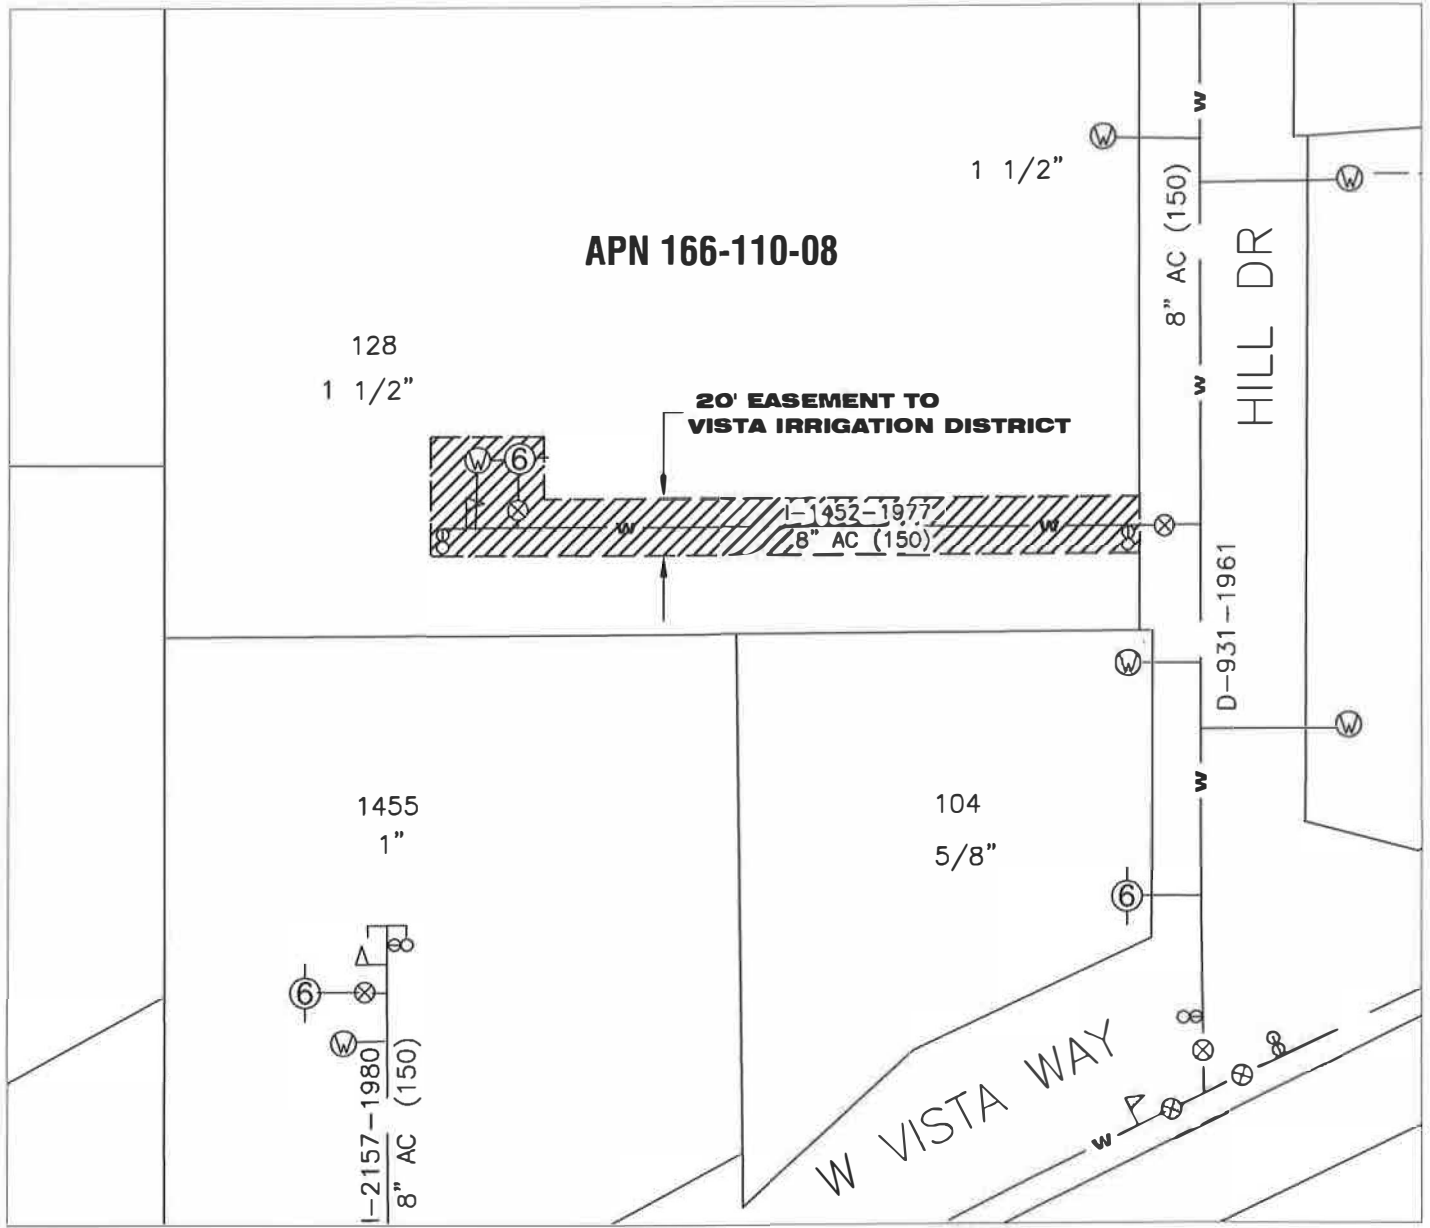 W
W
1 1/2”
W
8” AC (150)
APN 166-110-08
HILL DR
128
1 1/2”
W
20' EASEMENT TO
VISTA IRRIGATION DISTRICT
W 6
I-1452-1977
W W
8” AC (150)
D-931-1961
W
W
W
1455
1”
104
5/8”
6
6
W
I-2157-1980
8” AC (150)
W VISTA WAY
W